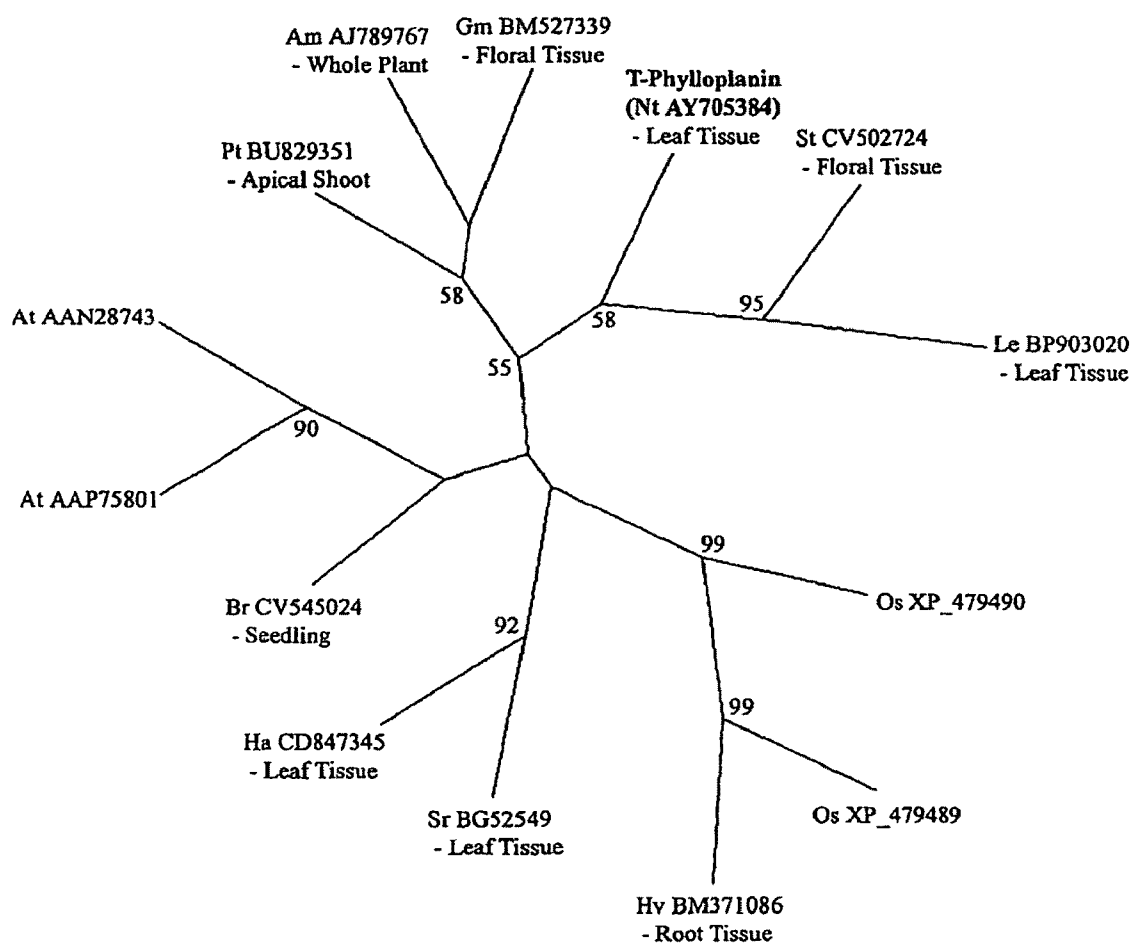 Am AJ789767
- Whole Plant
Gm BM527339
- Floral Tissue
T-Phylloplanin
(Nt AY705384)
- Leaf Tissue
St CV502724
- Floral Tissue
Pt BU829351
- Apical Shoot
58
At AAN28743
95
58
Le BP903020
- Leaf Tissue
55
90
At AAP75801
99
Br CV545024
- Seedling
Os XP_479490
92
99
Ha CD847345
- Leaf Tissue
Sr BG52549
- Leaf Tissue
Os XP_479489
Hv BM371086
- Root Tissue